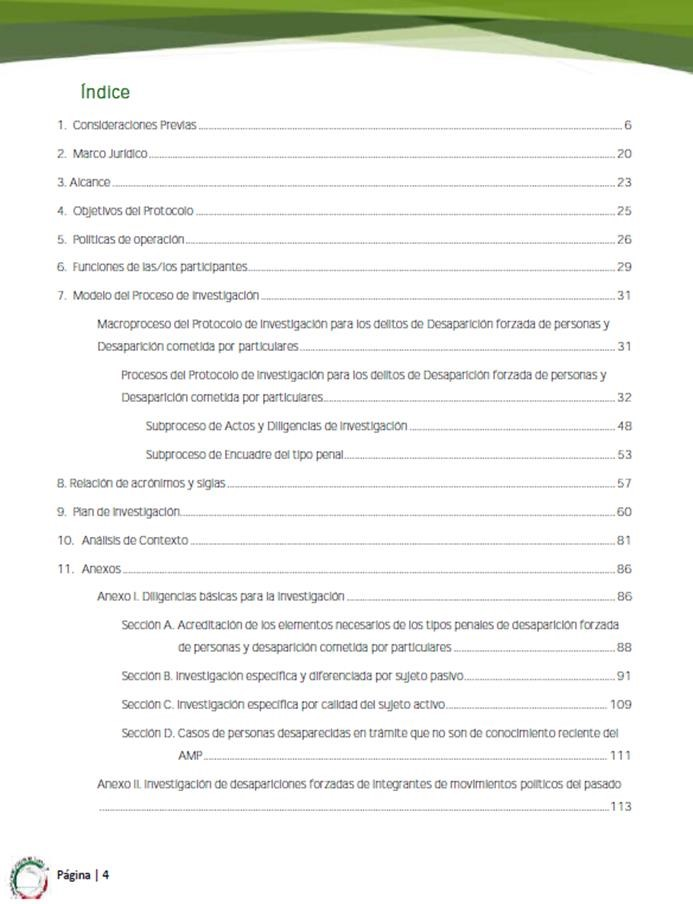 Índice
1. Consideraciones Previas ........ 6
2. Marco Jurídico ........ 20
3. Alcance ........ 23
4. Objetivos del Protocolo ........ 25
5. Políticas de operación ........ 26
6. Funciones de las/los participantes ........ 29
7. Modelo del Proceso de Investigación ........ 31
Macroproceso del Protocolo de Investigación para los delitos de Desaparición forzada de personas y
Desaparición cometida por particulares ........ 31
Procesos del Protocolo de Investigación para los delitos de Desaparición forzada de personas y
Desaparición cometida por particulares ........ 32
Subproceso de Actos y Diligencias de Investigación ........ 48
Subproceso de Encuadre del tipo penal ........ 53
8. Relación de acrónimos y siglas ........ 57
9. Plan de Investigación ........ 60
10. Análisis de Contexto ........ 81
11. Anexos ........ 86
Anexo I. Diligencias básicas para la Investigación ........ 86
Sección A. Acreditación de los elementos necesarios de los tipos penales de desaparición forzada
de personas y desaparición cometida por particulares ........ 88
Sección B. Investigación específica y diferenciada por sujeto pasivo ........ 91
Sección C. Investigación específica por calidad del sujeto activo ........ 109
Sección D. Casos de personas desaparecidas en trámite que no son de conocimiento reciente del
AMP ........ 111
Anexo II. Investigación de desapariciones forzadas de integrantes de movimientos políticos del pasado
........ 113
Página | 4